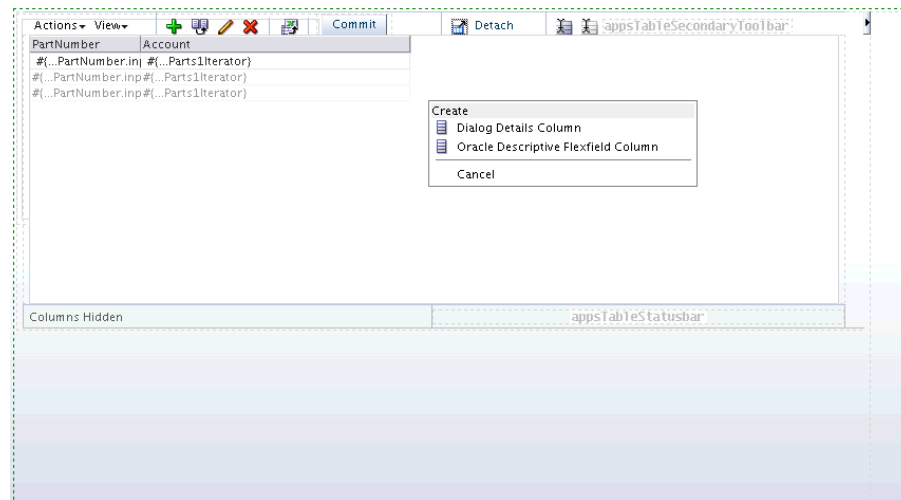 Actions View Commit Detach appsTableSecondaryToolbar
PartNumber Account
#{...PartNumber.inp #{...Parts1Iterator}
#{...PartNumber.inp #{...Parts1Iterator}
#{...PartNumber.inp #{...Parts1Iterator}
Create
Dialog Details Column
Oracle Descriptive Flexfield Column
Cancel
Columns Hidden appsTableStatusbar